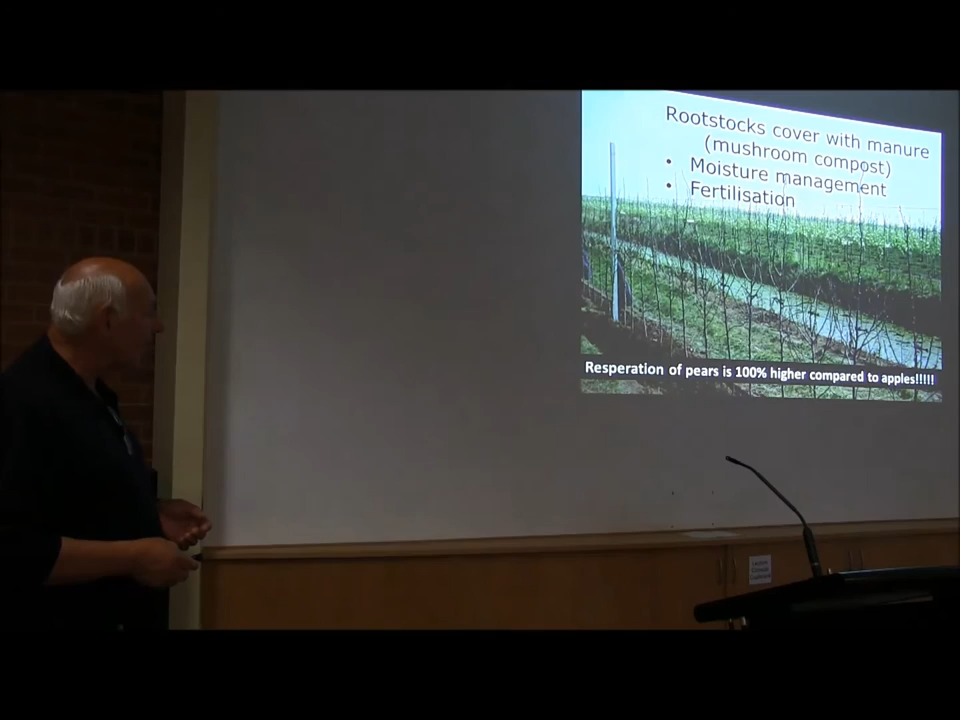 Rootstocks cover with manure
(mushroom compost)
• Moisture management
• Fertilisation
Resperation of pears is 100% higher compared to apples!!!!!